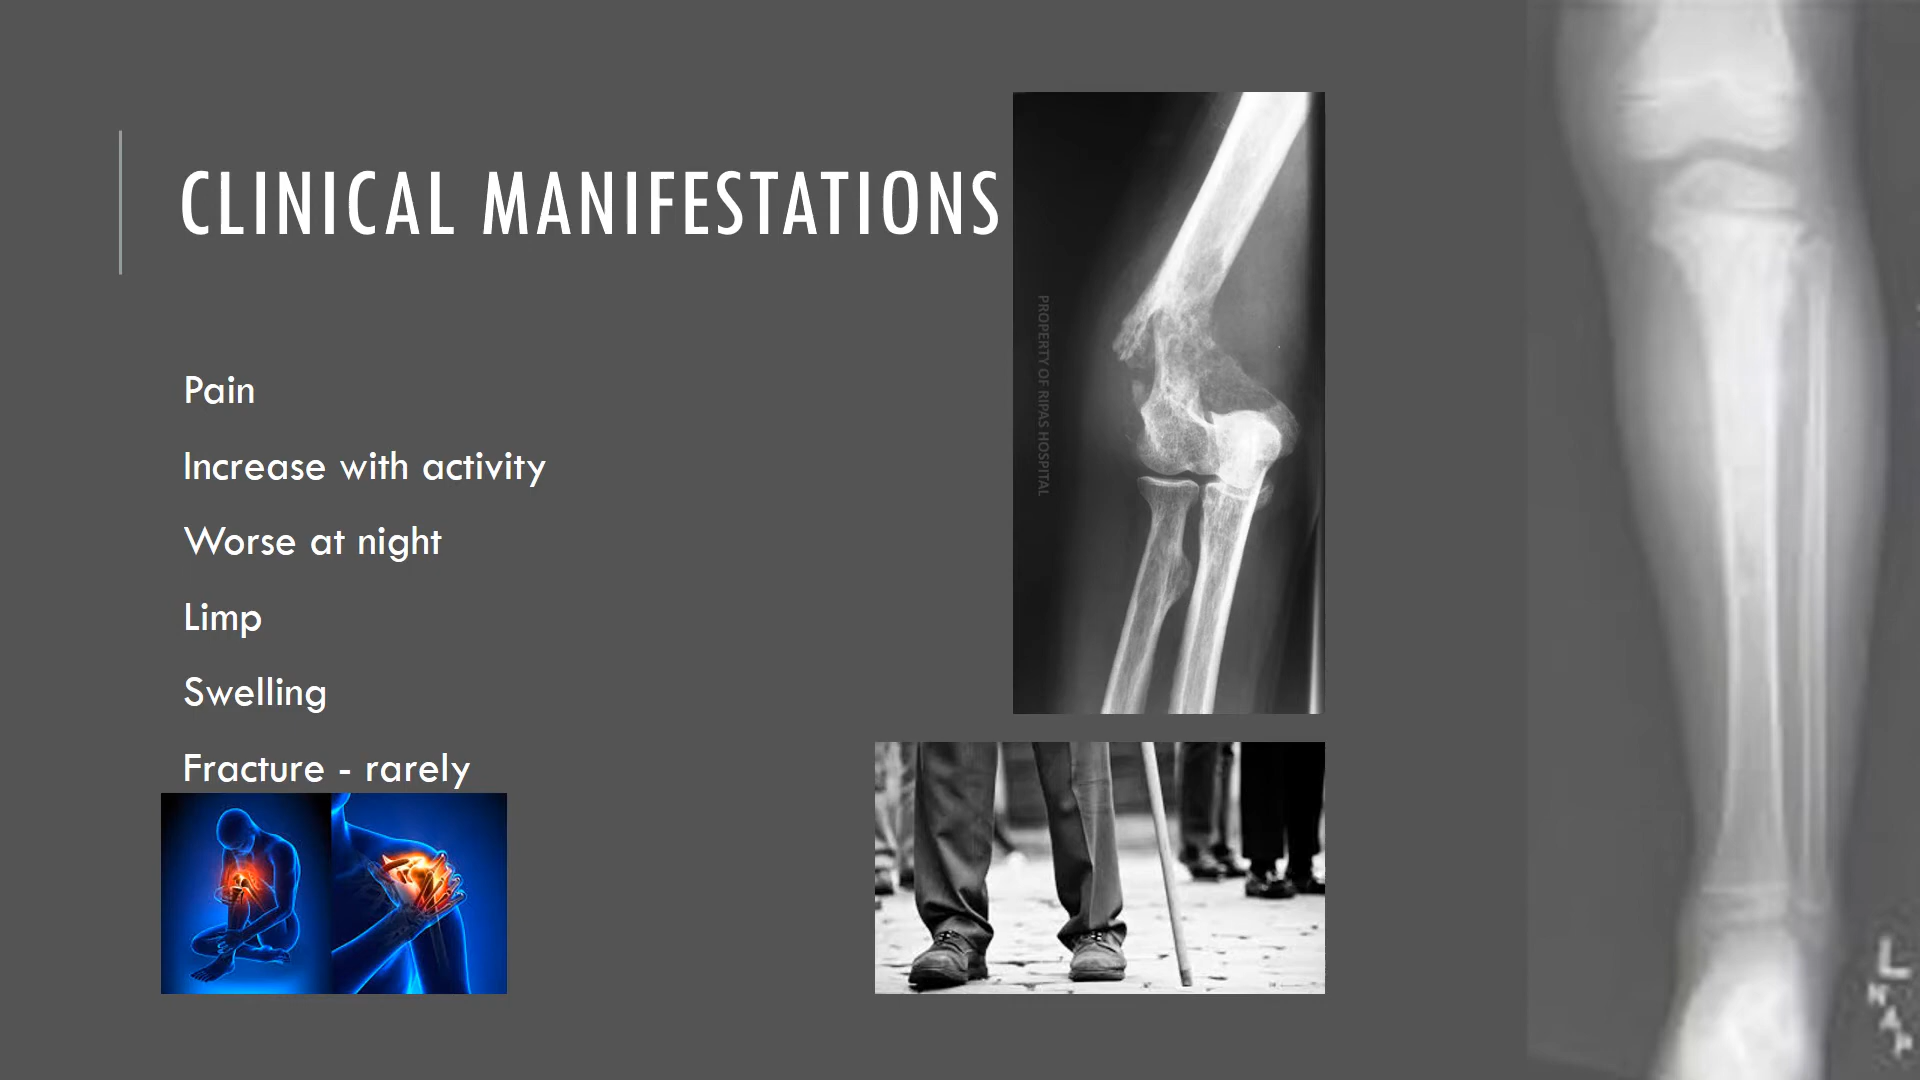 CLINICAL MANIFESTATIONS
Pain
Increase with activity
Worse at night
Limp
Swelling
Fracture - rarely
PROPERTY OF RIPAS HOSPITAL
L
N
A
P